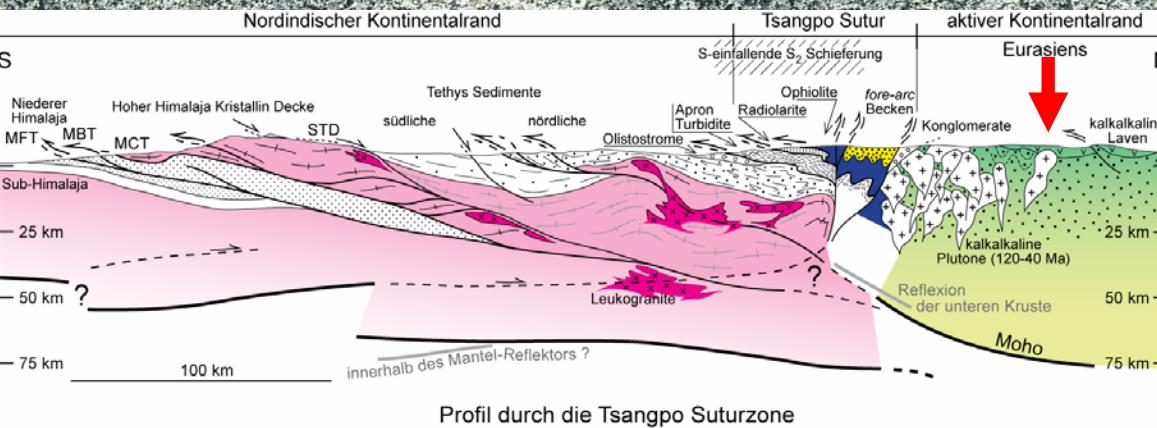 Nordindischer Kontinentalrand
Tsangpo Sutur
aktiver Kontinentalrand
Eurasiens
S
S-einfallende S₂ Schieferung
Niederer
Himalaja
MFT
MBT
MCT
Hoher Himalaja Kristallin Decke
STD
Tethys Sedimente
südliche
nördliche
Olistostrome
Apron
Turbidite
Radiolarite
Ophiolite
fore-arc
Becken
Konglomerate
kalkalkalin
Laven
Sub-Himalaja
25 km
50 km
75 km
?
Leukogranite
?
kalkalkaline
Plutone (120-40 Ma)
25 km
50 km
75 km
Reflexion
der unteren Kruste
Moho
innerhalb des Mantel-Reflektors ?
100 km
Profil durch die Tsangpo Suturzone